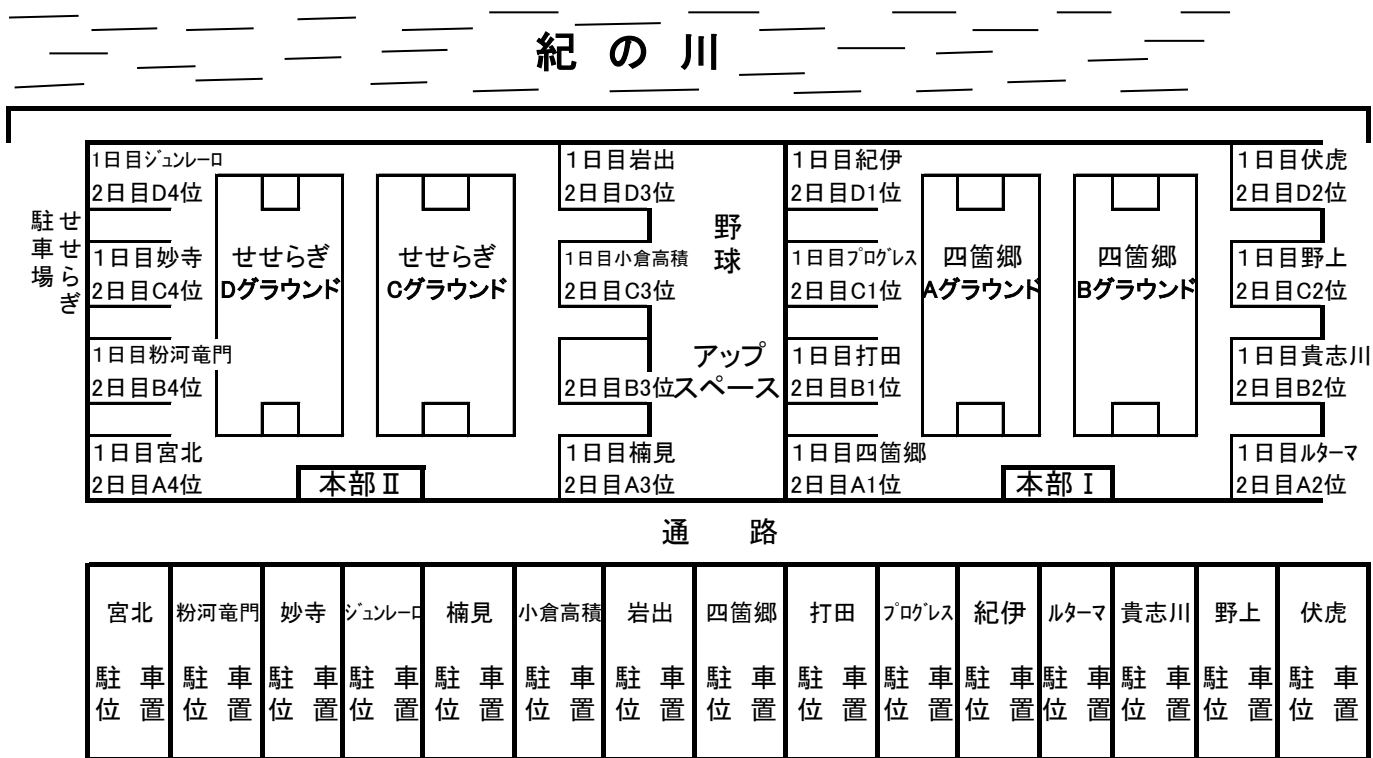 紀の川
1日目ジュンレーロ
2日目D4位
1日目妙寺
2日目C4位
1日目粉河竜門
2日目B4位
1日目宮北
2日目A4位
せせらぎ
駐車場
せせらぎ
Dグラウンド
せせらぎ
Cグラウンド
本部Ⅱ
1日目岩出
2日目D3位
1日目小倉高積
2日目C3位
2日目B3位
1日目楠見
2日目A3位
野球
アップ
スペース
1日目紀伊
2日目D1位
1日目プログレス
2日目C1位
1日目打田
2日目B1位
1日目四箇郷
2日目A1位
四箇郷
Aグラウンド
四箇郷
Bグラウンド
本部Ⅰ
1日目伏虎
2日目D2位
1日目野上
2日目C2位
1日目貴志川
2日目B2位
1日目ルターマ
2日目A2位
通 路
宮北 粉河竜門 妙寺 ジュンレーロ 楠見 小倉高積 岩出 四箇郷 打田 プログレス 紀伊 ルターマ 貴志川 野上 伏虎
駐車 駐車 駐車 駐車 駐車 駐車 駐車 駐車 駐車 駐車 駐車 駐車 駐車 駐車 駐車
位置 位置 位置 位置 位置 位置 位置 位置 位置 位置 位置 位置 位置 位置 位置